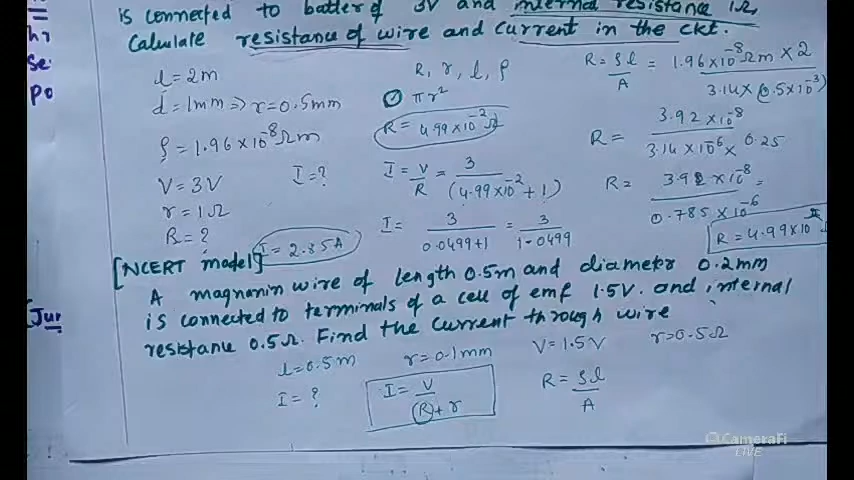 is connected to batter of 3V and internal resistance 1Ω,
Calculate resistance of wire and current in the ckt.
l = 2m
d = 1mm => r = 0.5mm
ρ = 1.96×10⁻⁸ Ωm
V = 3V I = ?
r = 1Ω
R = ?
I = 2.85A
R, r, l, ρ
πr²
R = 4.99×10⁻² Ω
I = V/R = 3/(4.99×10⁻² + 1)
I = 3/0.0499+1 = 3/1.0499
R = ρl/A = 1.96×10⁻⁸ Ωm × 2/3.14 × (0.5×10⁻³)
R = 3.92×10⁻⁸/3.14×10⁻⁶ × 0.25
R = 3.92×10⁻⁸/0.785×10⁻⁶ =
R = 4.99×10
[NCERT model]
A magnanin wire of length 0.5m and diameter 0.2mm
is connected to terminals of a cell of emf 1.5V. and internal
resistane 0.5Ω. Find the current through wire
l = 0.5m r = 0.1mm V = 1.5V r = 0.5Ω
I = ? I = V/R + r R = ρl/A
[Jun
CameraFi
LIVE